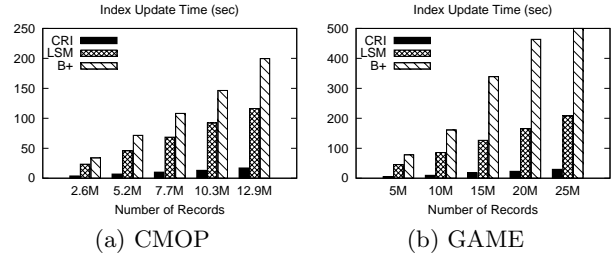 Index Update Time (sec)
250
200
150
100
50
0
CRI
LSM
B+
2.6M 5.2M 7.7M 10.3M 12.9M
Number of Records
(a) CMOP
Index Update Time (sec)
500
400
300
200
100
0
CRI
LSM
B+
5M 10M 15M 20M 25M
Number of Records
(b) GAME